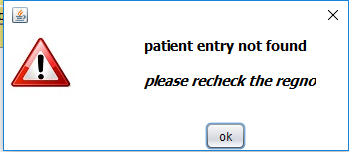 patient entry not found
please recheck the regno
ok